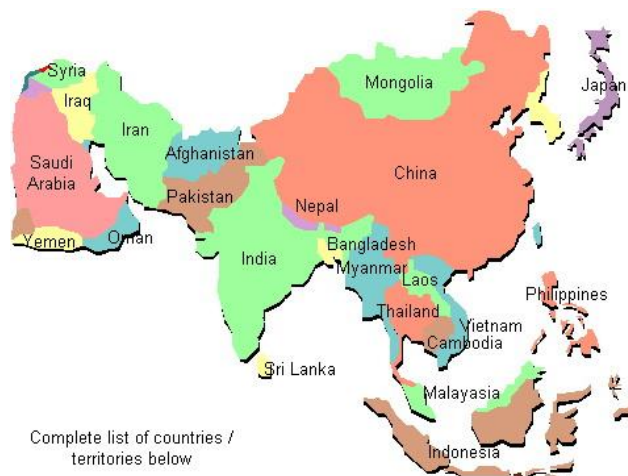 Syria
Mongolia
Japan
Iraq
Iran
Afghanistan
Saudi
Arabia
China
Pakistan
Nepal
Yemen
Oman
India
Bangladesh
Myanmar
Laos
Philippines
Thailand
Vietnam
Cambodia
Sri Lanka
Malayasia
Indonesia
Complete list of countries /
territories below